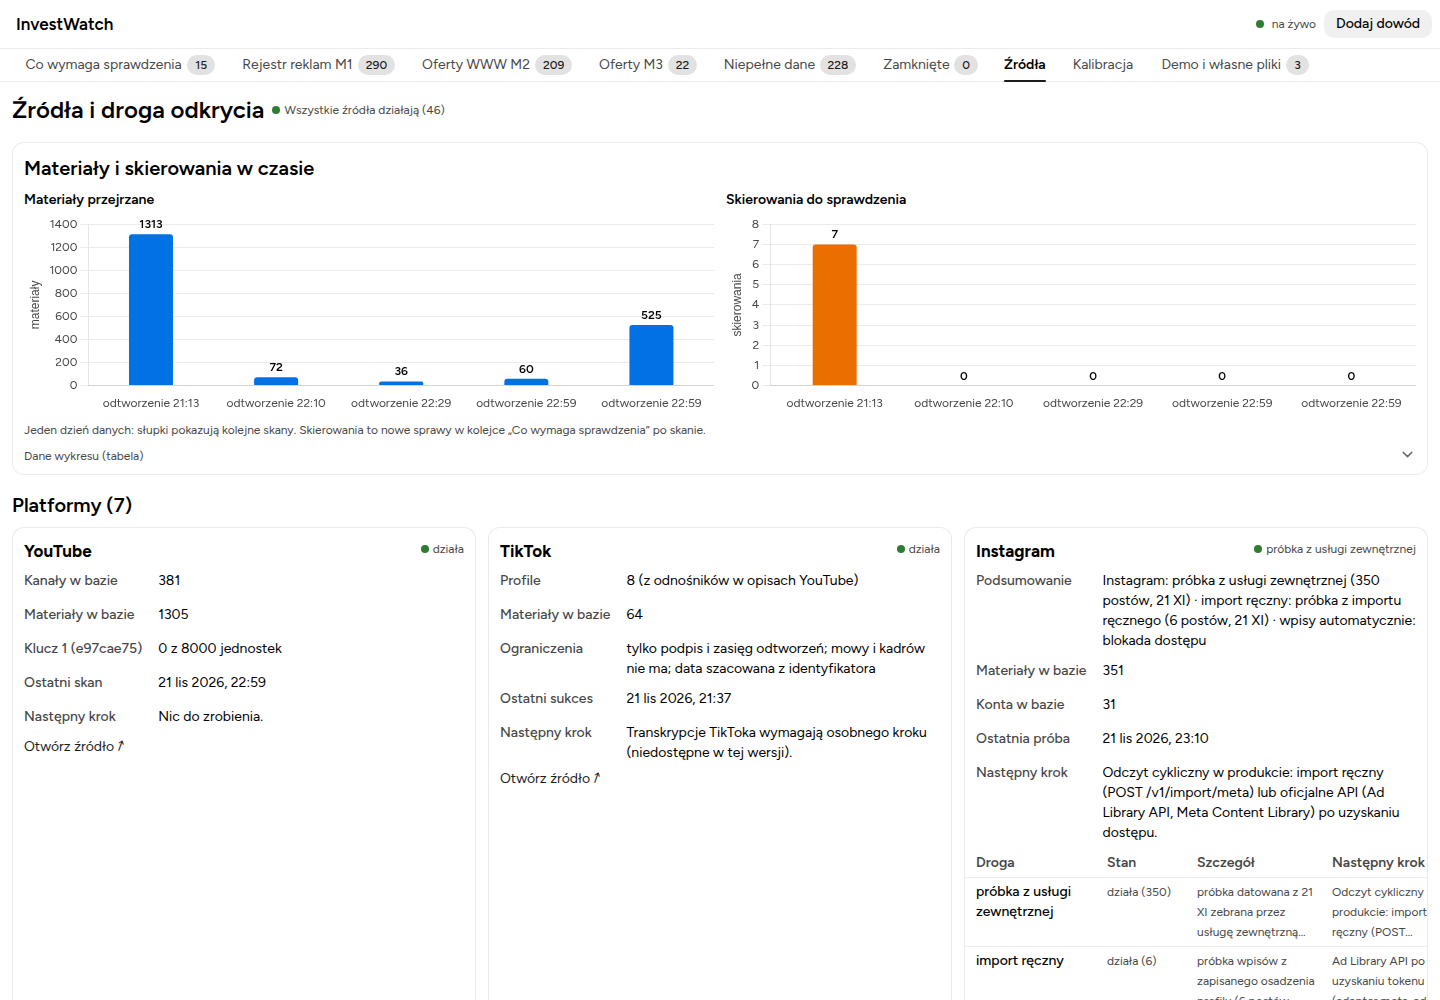 InvestWatch
na żywo
Dodaj dowód
Co wymaga sprawdzenia 15
Rejestr reklam M1 290
Oferty WWW M2 209
Oferty M3 22
Niepełne dane 228
Zamknięte 0
Źródła
Kalibracja
Demo i własne pliki 3
Źródła i droga odkrycia
Wszystkie źródła działają (46)
Materiały i skierowania w czasie
Materiały przejrzane
materiały
1400
1200
1000
800
600
400
200
0
1313
72
36
60
525
odtworzenie 21:13
odtworzenie 22:10
odtworzenie 22:29
odtworzenie 22:59
odtworzenie 22:59
Skierowania do sprawdzenia
skierowania
8
7
6
5
4
3
2
1
0
7
0
0
0
0
odtworzenie 21:13
odtworzenie 22:10
odtworzenie 22:29
odtworzenie 22:59
odtworzenie 22:59
Jeden dzień danych: słupki pokazują kolejne skany. Skierowania to nowe sprawy w kolejce „Co wymaga sprawdzenia” po skanie.
Dane wykresu (tabela)
Platformy (7)
YouTube
działa
Kanały w bazie 381
Materiały w bazie 1305
Klucz 1 (e97cae75) 0 z 8000 jednostek
Ostatni skan 21 lis 2026, 22:59
Następny krok Nic do zrobienia.
Otwórz źródło ↗
TikTok
działa
Profile 8 (z odnośników w opisach YouTube)
Materiały w bazie 64
Ograniczenia tylko podpis i zasięg odtworzeń; mowy i kadrów
nie ma; data szacowana z identyfikatora
Ostatni sukces 21 lis 2026, 21:37
Następny krok Transkrypcje TikToka wymagają osobnego kroku
(niedostępne w tej wersji).
Otwórz źródło ↗
Instagram
próbka z usługi zewnętrznej
Podsumowanie Instagram: próbka z usługi zewnętrznej (350
postów, 21 XI) · import ręczny: próbka z importu
ręcznego (6 postów, 21 XI) · wpisy automatycznie:
blokada dostępu
Materiały w bazie 351
Konta w bazie 31
Ostatnia próba 21 lis 2026, 23:10
Następny krok Odczyt cykliczny w produkcie: import ręczny
(POST /v1/import/meta) lub oficjalne API (Ad
Library API, Meta Content Library) po uzyskaniu
dostępu.
Droga Stan Szczegół Następny krok
próbka z usługi działa (350) próbka datowana z 21 Odczyt cykliczny
zewnętrznej XI zebrana przez produkcie: import
usługę zewnętrzną... ręczny (POST...
import ręczny działa (6) próbka wpisów z Ad Library API po
zapisanego osadzenia uzyskaniu tokenu